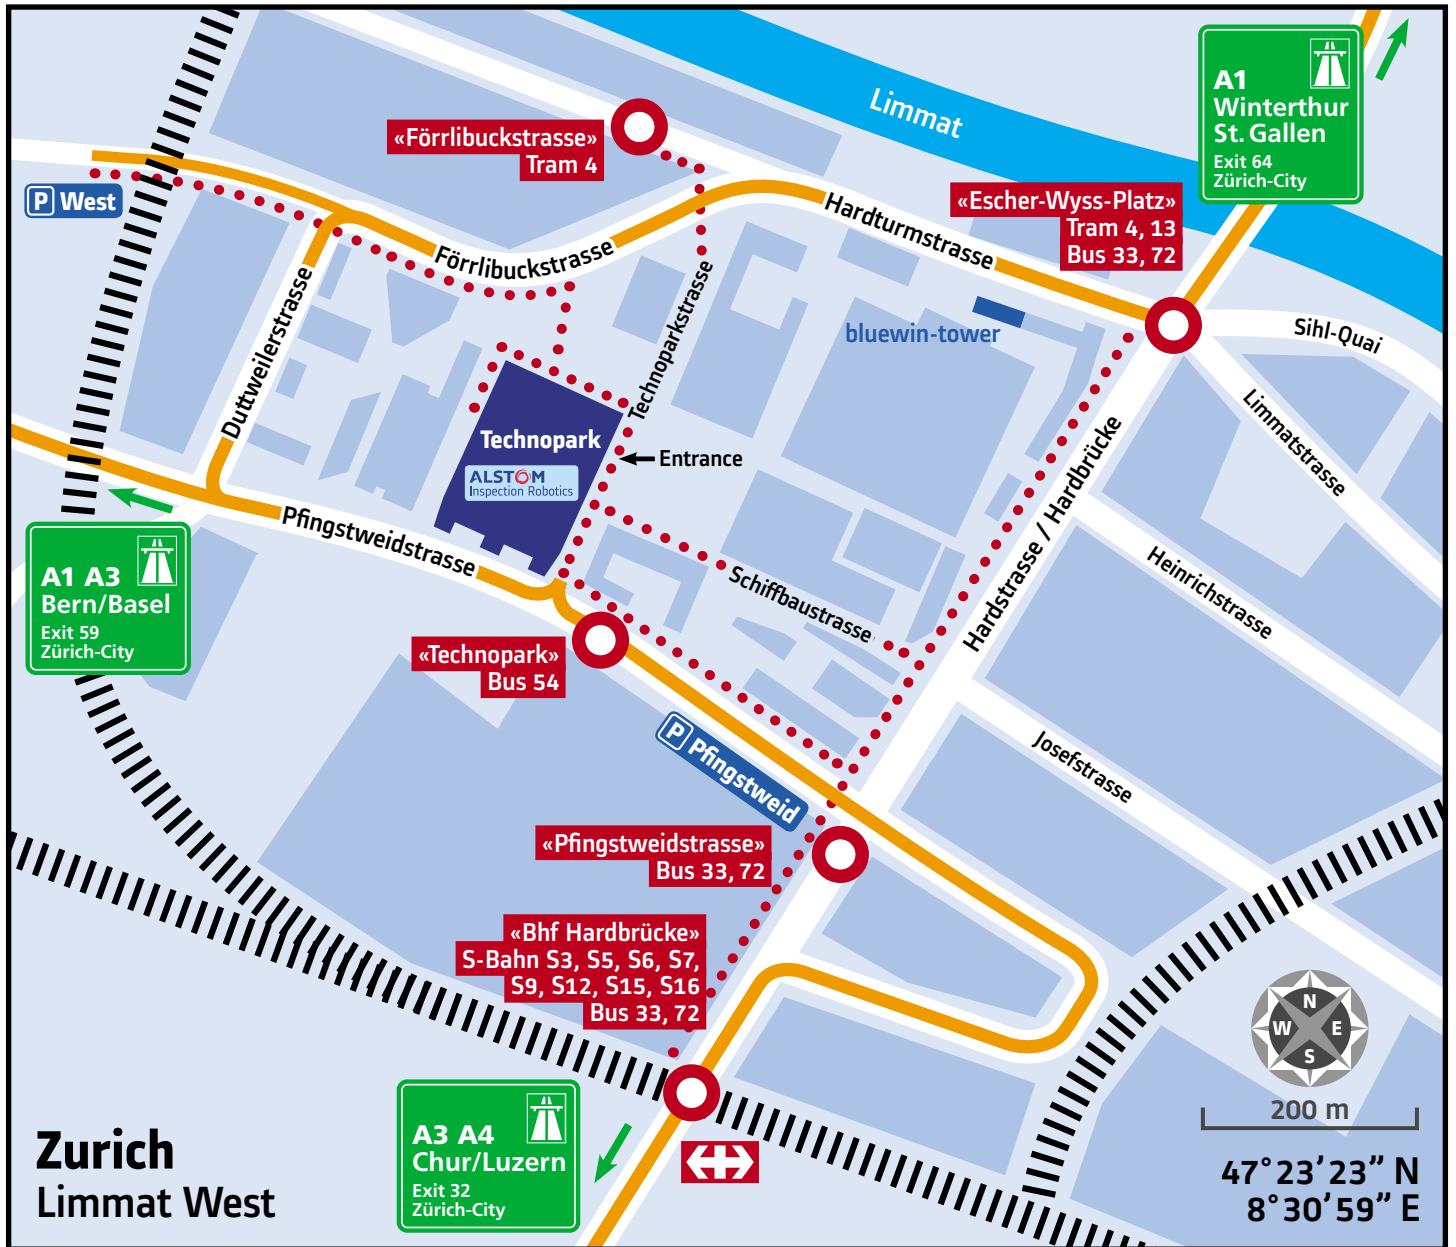 Limmat
A1
Winterthur
St. Gallen
Exit 64
Zürich-City
«Förrlibuckstrasse»
Tram 4
P West
«Escher-Wyss-Platz»
Tram 4, 13
Bus 33, 72
Hardturmstrasse
Förrlibuckstrasse
Technoparkstrasse
Duttweilerstrasse
bluewin-tower
Sihl-Quai
Limmatstrasse
Technopark
ALSTOM
Inspection Robotics
Entrance
Hardstrasse / Hardbrücke
Pfingstweidstrasse
Schiffbaustrasse
Heinrichstrasse
A1 A3
Bern/Basel
Exit 59
Zürich-City
«Technopark»
Bus 54
P Pfingstweid
Josefstrasse
«Pfingstweidstrasse»
Bus 33, 72
«Bhf Hardbrücke»
S-Bahn S3, S5, S6, S7,
S9, S12, S15, S16
Bus 33, 72
N
W E
S
200 m
A3 A4
Chur/Luzern
Exit 32
Zürich-City
Zurich
Limmat West
47°23’23” N
8°30’59” E